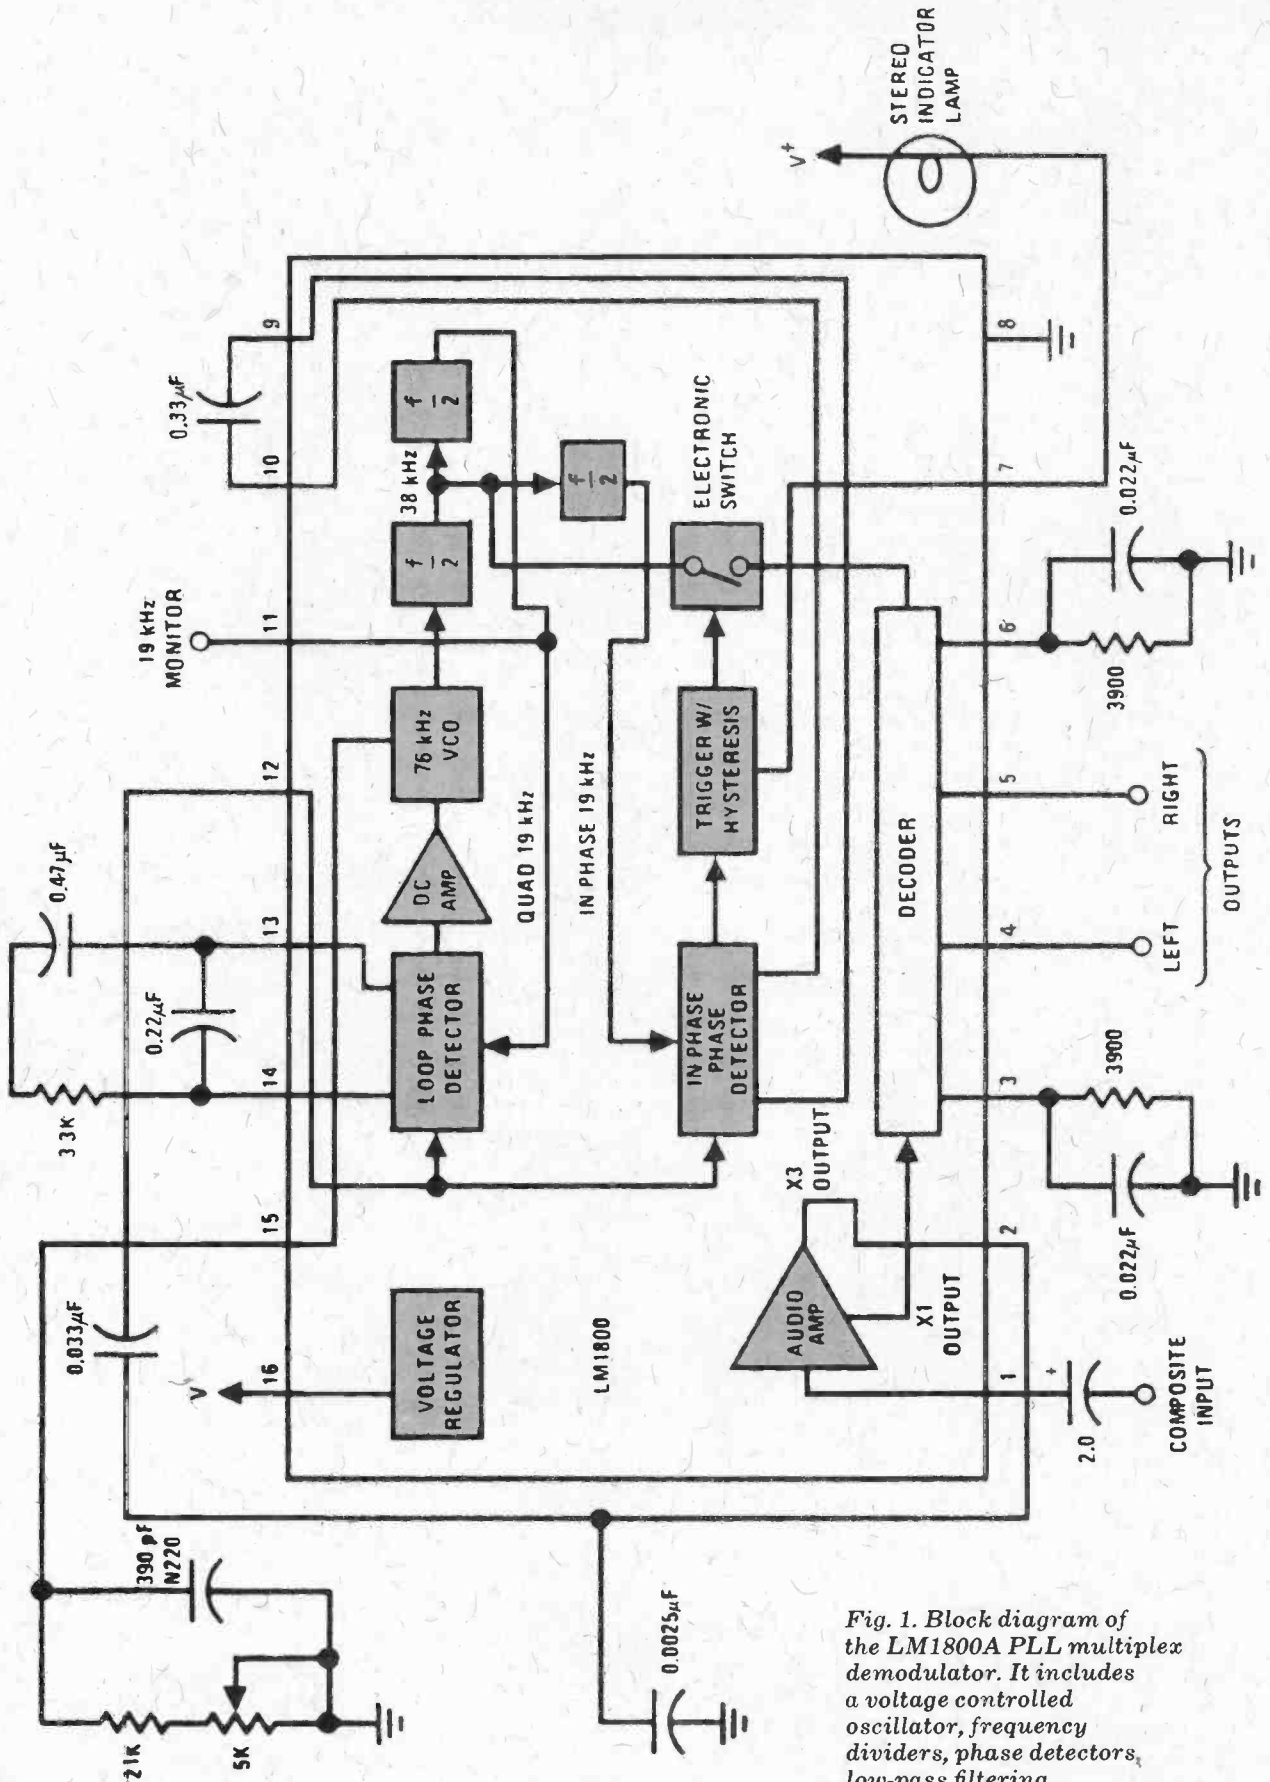 STEREO
INDICATOR
LAMP
V+
0.33µF
9
10
8
7
19 kHz
MONITOR
11
38 kHz
f
2
f
2
f
2
ELECTRONIC
SWITCH
0.022µF
3900
6
12
76 kHz
VCO
QUAD 19 kHz
IN PHASE 19 kHz
TRIGGER W/
HYSTERESIS
5
RIGHT
OUTPUTS
0.47µF
13
0.22µF
14
3 3K
DC
AMP
LOOP PHASE
DETECTOR
IN PHASE
PHASE
DETECTOR
DECODER
4
LEFT
3
3900
0.022µF
15
X3
OUTPUT
2
0.033µF
V
16
VOLTAGE
REGULATOR
LM1800
AUDIO
AMP
X1
OUTPUT
1
+
2.0
COMPOSITE
INPUT
390 pF
N220
21K
5K
0.0025µF
Fig. 1. Block diagram of
the LM1800A PLL multiplex
demodulator. It includes
a voltage controlled
oscillator, frequency
dividers, phase detectors,
low-pass filtering